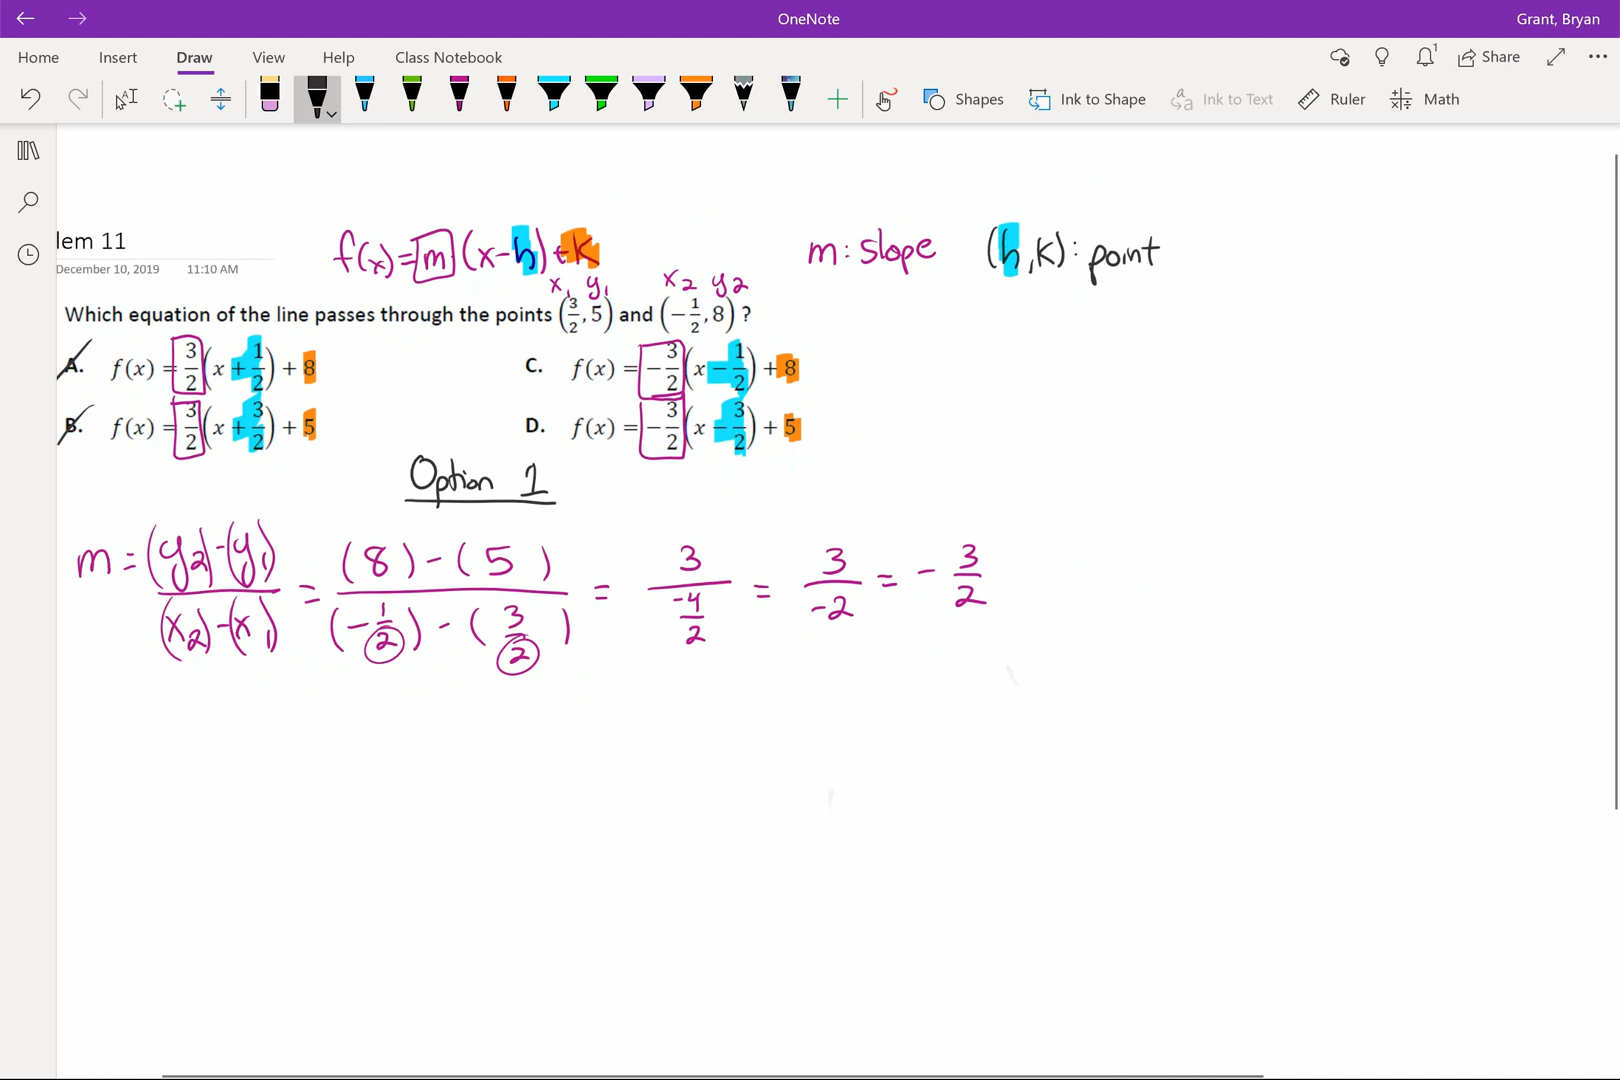 OneNote
Grant, Bryan
Home Insert Draw View Help Class Notebook
1 Share
Shapes Ink to Shape Ink to Text Ruler Math
lem 11
December 10, 2019 11:10 AM
f(x) = m (x-h) + k m: slope (h, k): point
x₁ y₁ x₂ y₂
Which equation of the line passes through the points (3/2, 5) and (−1/2, 8) ?
A. f(x) = 3/2 (x + 1/2) + 8 C. f(x) = −3/2 (x − 1/2) + 8
B. f(x) = 3/2 (x + 3/2) + 5 D. f(x) = −3/2 (x − 3/2) + 5
Option 1
m = (y₂)-(y₁)/(x₂)-(x₁) = (8)-(5)/(-1/2)-(3/2) = 3/(-4/2) = 3/-2 = -3/2